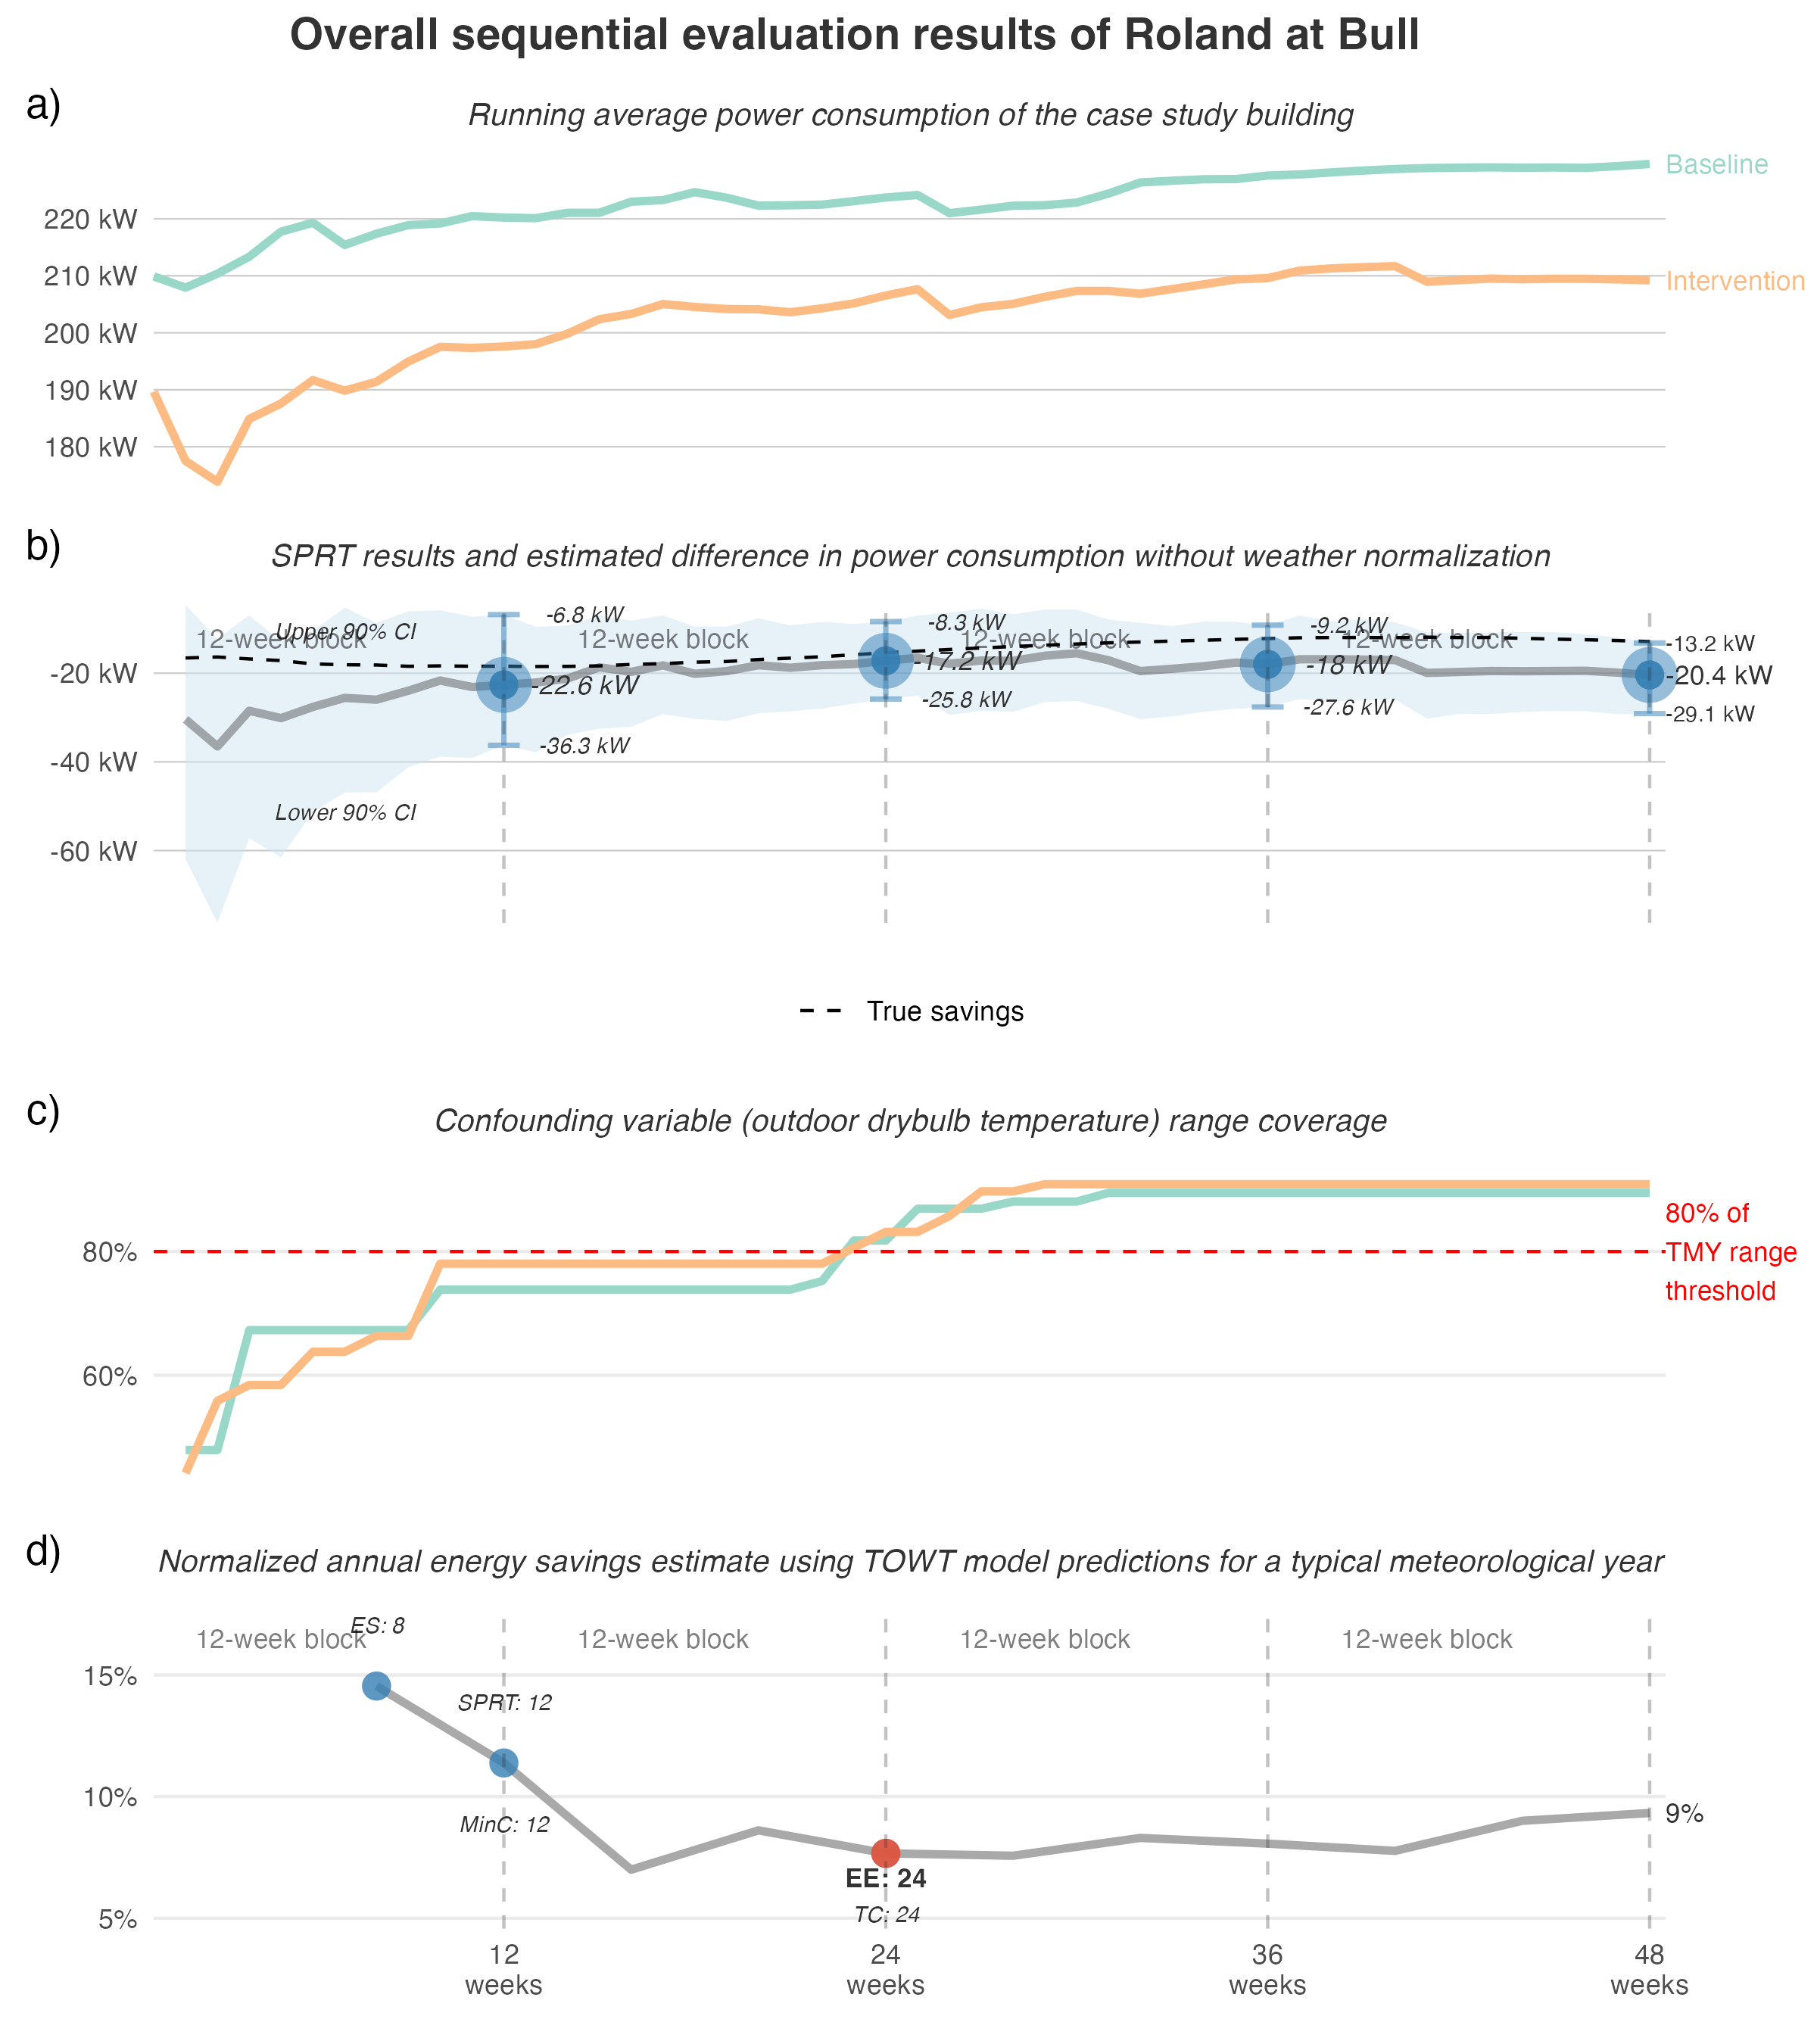 Overall sequential evaluation results of Roland at Bull
a)
Running average power consumption of the case study building
Baseline
220 kW
210 kW
Intervention
200 kW
190 kW
180 kW
b)
SPRT results and estimated difference in power consumption without weather normalization
-6.8 kW
-8.3 kW
-9.2 kW
Upper 90% CI
12-week block
12-week block
12-week block
12-week block
-13.2 kW
-20 kW
-22.6 kW
-17.2 kW
-18 kW
-20.4 kW
-25.8 kW
-27.6 kW
-29.1 kW
-36.3 kW
-40 kW
Lower 90% CI
-60 kW
True savings
c)
Confounding variable (outdoor drybulb temperature) range coverage
80% of
TMY range
threshold
80%
60%
d)
Normalized annual energy savings estimate using TOWT model predictions for a typical meteorological year
ES: 8
12-week block
12-week block
12-week block
12-week block
15%
SPRT: 12
10%
9%
MinC: 12
EE: 24
TC: 24
5%
12
weeks
24
weeks
36
weeks
48
weeks